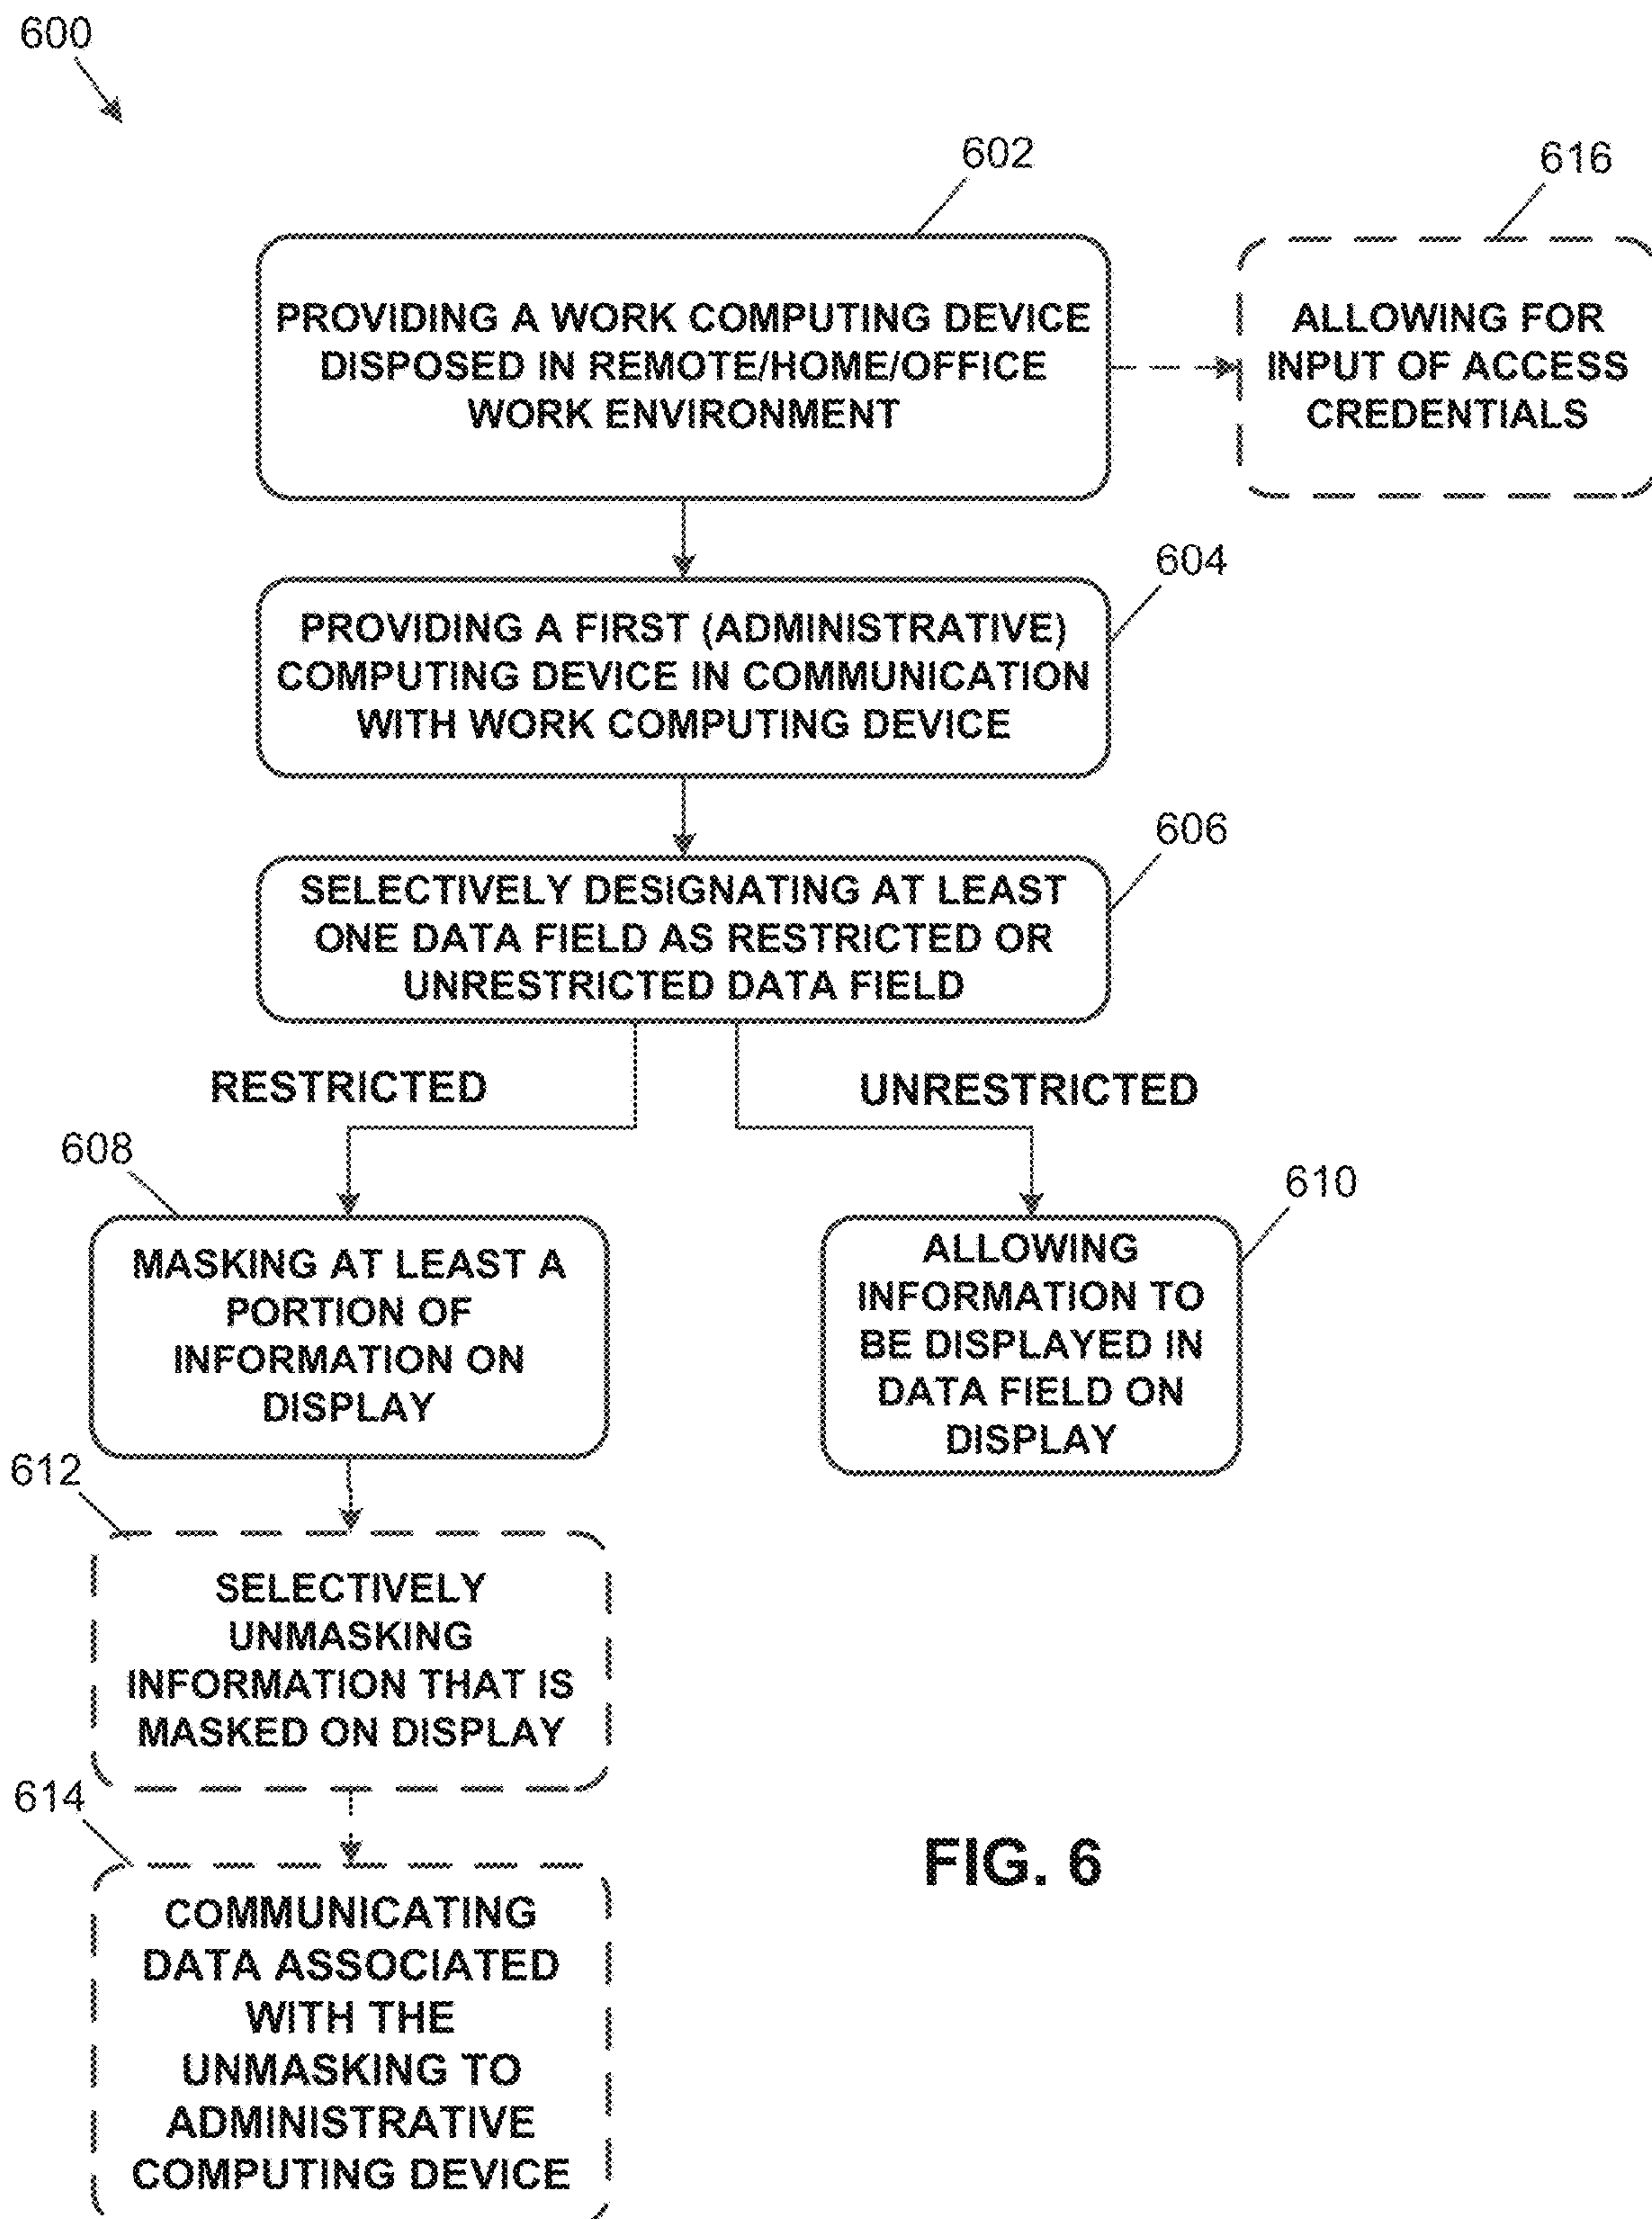 600
602
616
PROVIDING A WORK COMPUTING DEVICE
DISPOSED IN REMOTE/HOME/OFFICE
WORK ENVIRONMENT
ALLOWING FOR
INPUT OF ACCESS
CREDENTIALS
604
PROVIDING A FIRST (ADMINISTRATIVE)
COMPUTING DEVICE IN COMMUNICATION
WITH WORK COMPUTING DEVICE
606
SELECTIVELY DESIGNATING AT LEAST
ONE DATA FIELD AS RESTRICTED OR
UNRESTRICTED DATA FIELD
RESTRICTED
UNRESTRICTED
608
MASKING AT LEAST A
PORTION OF
INFORMATION ON
DISPLAY
610
ALLOWING
INFORMATION TO
BE DISPLAYED IN
DATA FIELD ON
DISPLAY
612
SELECTIVELY
UNMASKING
INFORMATION THAT IS
MASKED ON DISPLAY
614
COMMUNICATING
DATA ASSOCIATED
WITH THE
UNMASKING TO
ADMINISTRATIVE
COMPUTING DEVICE
FIG. 6